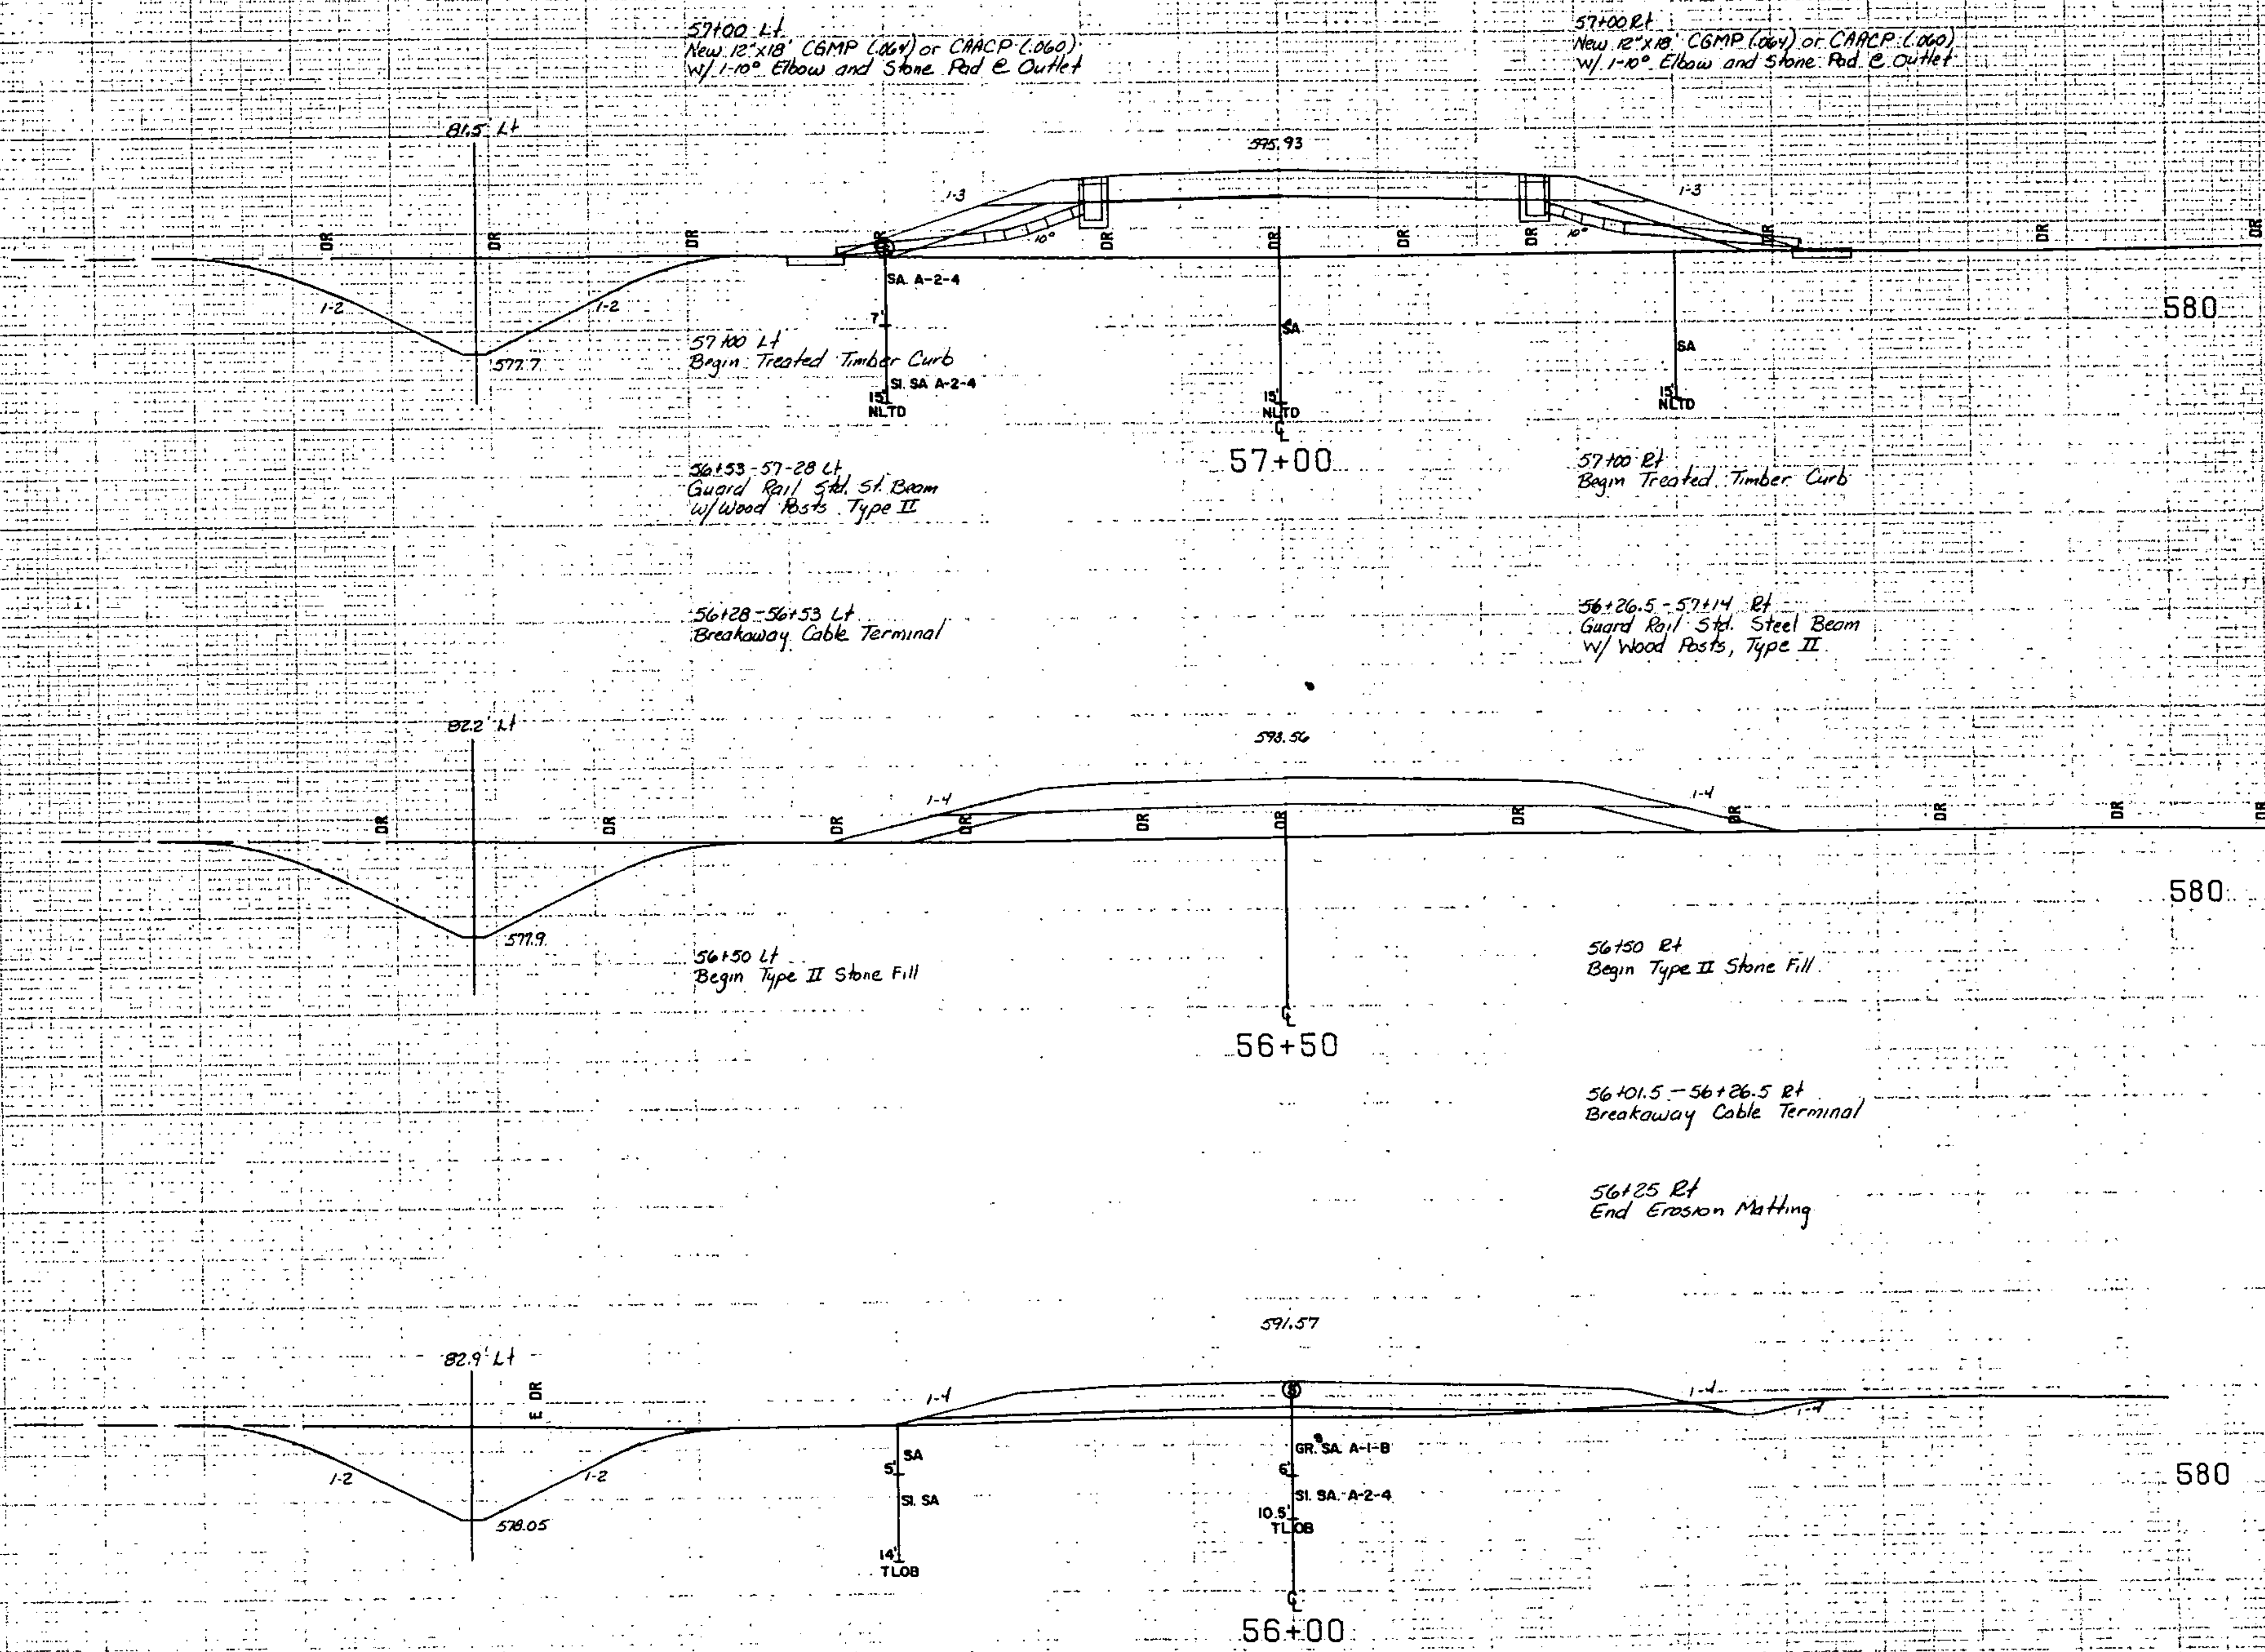 57+00 Lt
New 12"x18' CGMP (.064) or CAACP (.060)
W/ 1-10° Elbow and Stone Pad @ Outlet
57+00 Rt
New 12"x18' CGMP (.064) or CAACP (.060)
W/ 1-10° Elbow and Stone Pad @ Outlet
81.5' Lt
595.93
1-3
1-3
DR
DR
DR
DR
DR
10°
DR
DR
DR
DR
10°
DR
DR
DR
1-2
1-2
577.7
SA. A-2-4
7'
SI. SA A-2-4
15'
NLTD
SA
15'
NLTD
SA
15'
NLTD
580
57+00 Lt
Begin Treated Timber Curb
57+00
56+53-57-28 Lt
Guard Rail Std. St. Beam
w/ Wood Posts Type II
57+00 Rt
Begin Treated Timber Curb
56+28-56+53 Lt
Breakaway Cable Terminal
56+26.5-57+14 Rt
Guard Rail Std. Steel Beam
W/ Wood Posts, Type II
82.2' Lt
593.56
1-4
1-4
DR
DR
DR
DR
DR
DR
DR
DR
DR
DR
DR
577.9
580
56+50 Lt
Begin Type II Stone Fill
56+50 Rt
Begin Type II Stone Fill
56+50
56+01.5-56+26.5 Rt
Breakaway Cable Terminal
56+25 Rt
End Erosion Matting
591.57
82.9' Lt
E DR
1-4
1-4
1-4
1-2
1-2
578.05
SA
5'
SI. SA
14'
TLOB
GR. SA. A-1-B
6'
SI. SA. A-2-4
10.5'
TLOB
580
56+00